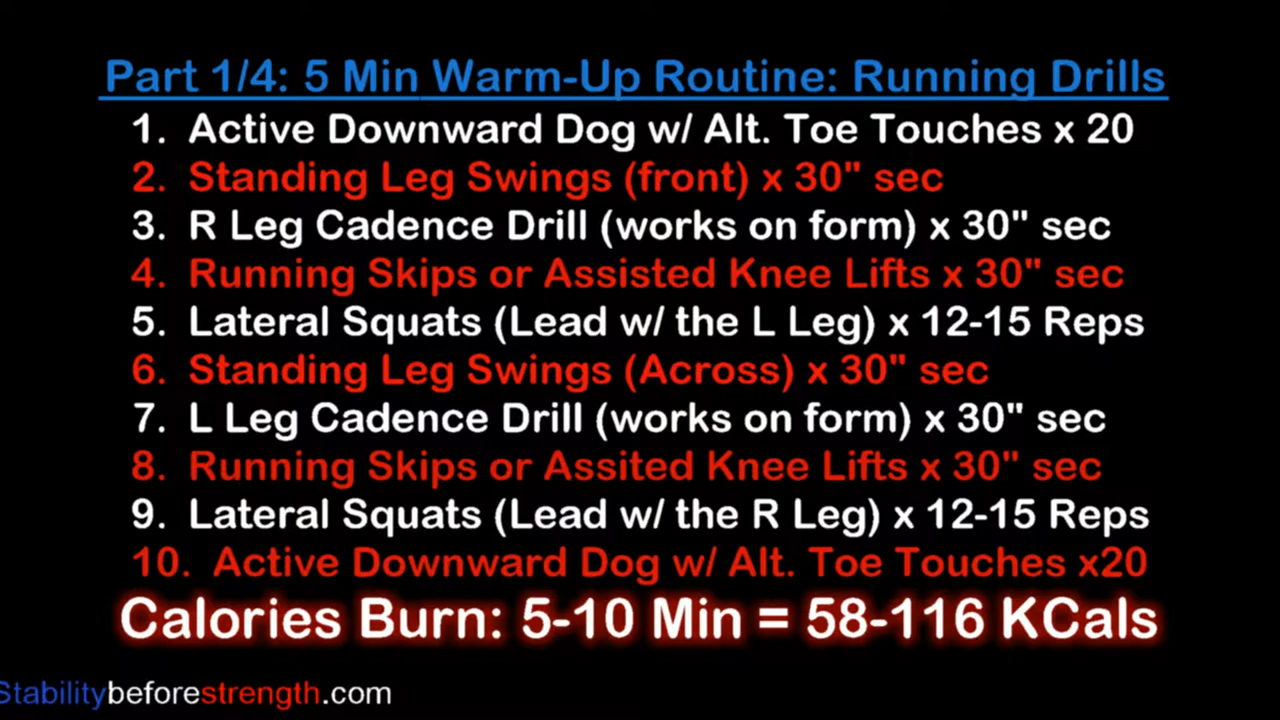 Part 1/4: 5 Min Warm-Up Routine: Running Drills
1. Active Downward Dog w/ Alt. Toe Touches x 20
2. Standing Leg Swings (front) x 30" sec
3. R Leg Cadence Drill (works on form) x 30" sec
4. Running Skips or Assisted Knee Lifts x 30" sec
5. Lateral Squats (Lead w/ the L Leg) x 12-15 Reps
6. Standing Leg Swings (Across) x 30" sec
7. L Leg Cadence Drill (works on form) x 30" sec
8. Running Skips or Assited Knee Lifts x 30" sec
9. Lateral Squats (Lead w/ the R Leg) x 12-15 Reps
10. Active Downward Dog w/ Alt. Toe Touches x20
Calories Burn: 5-10 Min = 58-116 KCals
Stabilitybeforestrength.com